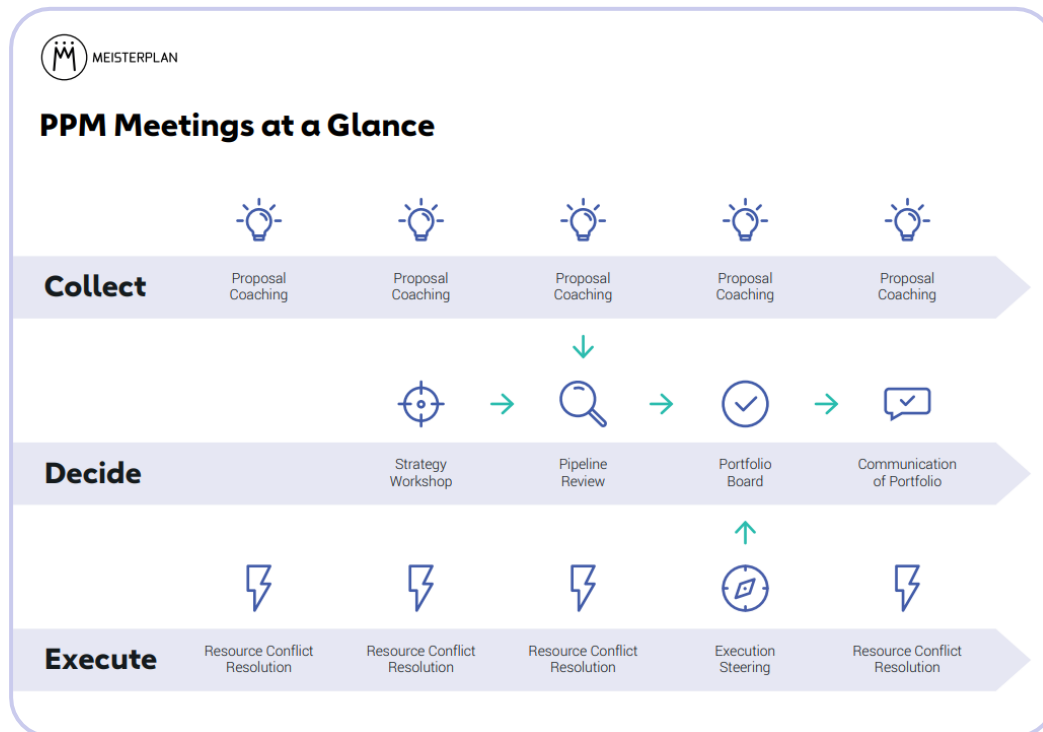 MEISTERPLAN
PPM Meetings at a Glance
Collect
Proposal
Coaching
Proposal
Coaching
Proposal
Coaching
Proposal
Coaching
Proposal
Coaching
Decide
Strategy
Workshop
Pipeline
Review
Portfolio
Board
Communication
of Portfolio
Execute
Resource Conflict
Resolution
Resource Conflict
Resolution
Resource Conflict
Resolution
Execution
Steering
Resource Conflict
Resolution